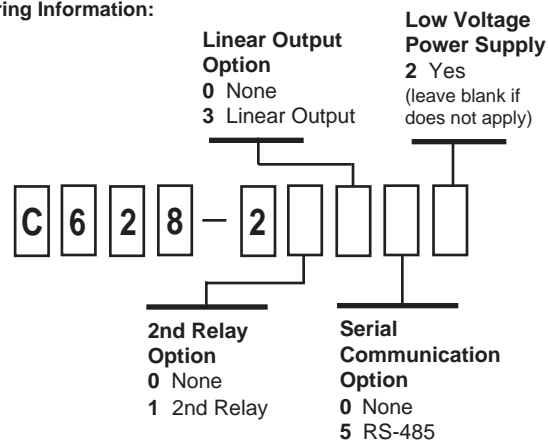 ring Information:
Low Voltage
Power Supply
2 Yes
(leave blank if
does not apply)
Linear Output
Option
0 None
3 Linear Output
C 6 2 8 – 2
2nd Relay
Option
0 None
1 2nd Relay
Serial
Communication
Option
0 None
5 RS-485